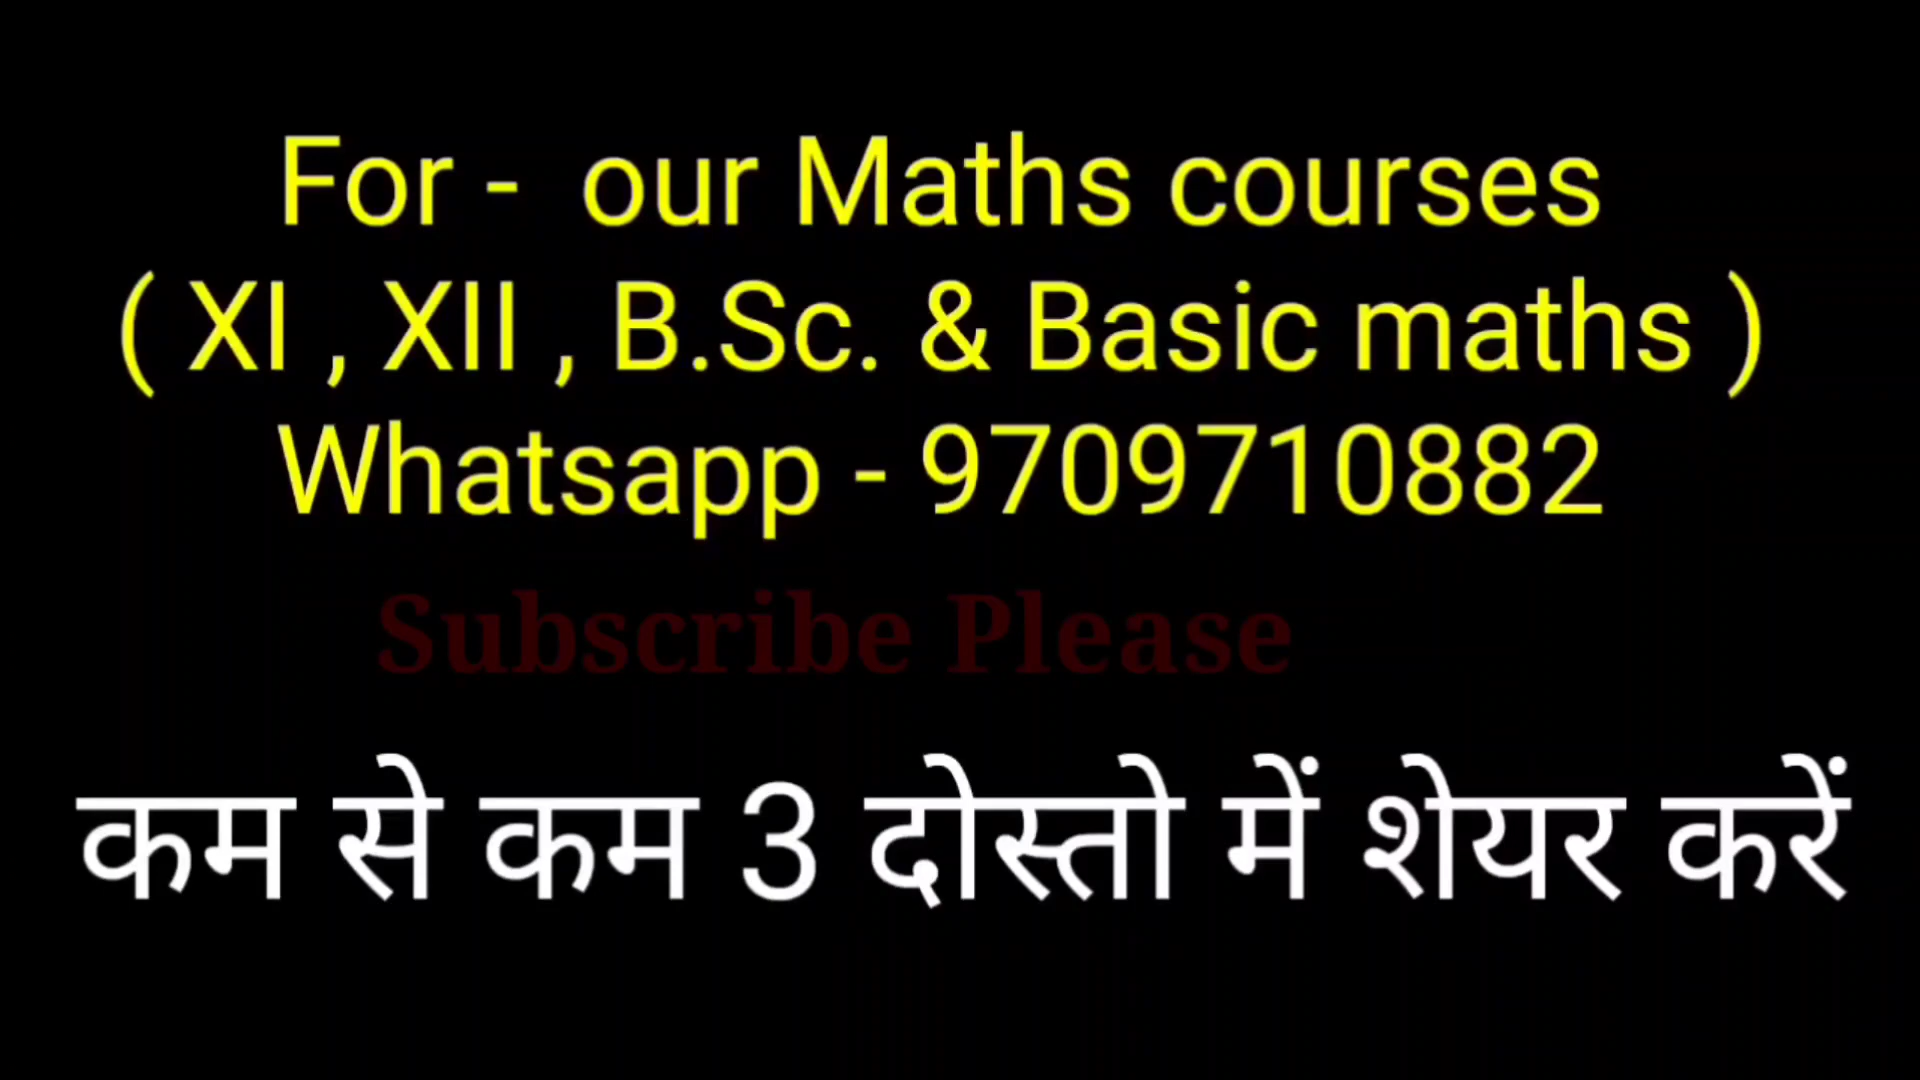 For - our Maths courses
( XI , XII , B.Sc. & Basic maths )
Whatsapp - 9709710882
Subscribe Please
कम से कम 3 दोस्तो में शेयर करें